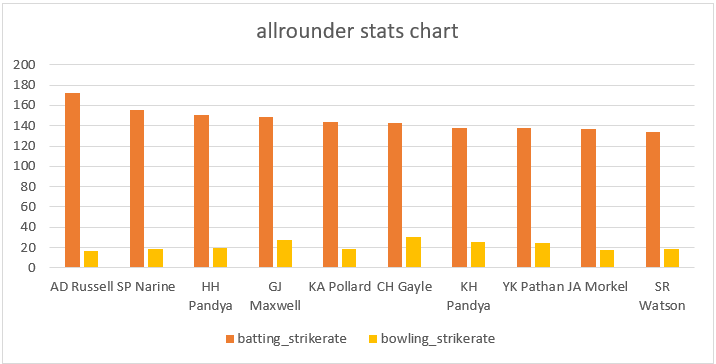 allrounder stats chart
200
180
160
140
120
100
80
60
40
20
0
AD Russell SP Narine HH GJ KA Pollard CH Gayle KH YK Pathan JA Morkel SR
Pandya Maxwell Pandya Watson
batting_strikerate bowling_strikerate